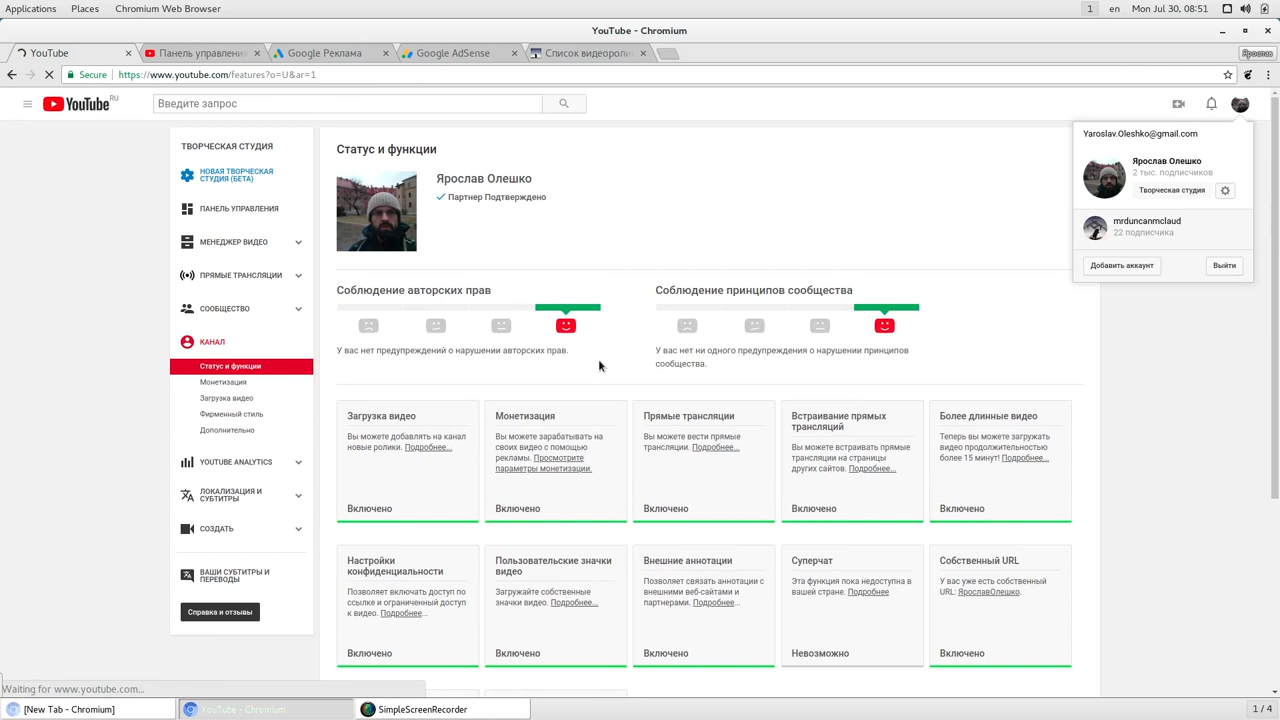 Applications Places Chromium Web Browser 1 en Mon Jul 30, 08:51
YouTube - Chromium
YouTube Панель управлени Google Реклама Google AdSense Список видеороли Ярослав
Secure https://www.youtube.com/features?o=U&ar=1
YouTube RU Введите запрос
Yaroslav.Oleshko@gmail.com
Ярослав Олешко
2 тыс. подписчиков
Творческая студия
mrduncanmclaud
22 подписчика
Добавить аккаунт Выйти
ТВОРЧЕСКАЯ СТУДИЯ
НОВАЯ ТВОРЧЕСКАЯ
СТУДИЯ (БЕТА)
ПАНЕЛЬ УПРАВЛЕНИЯ
МЕНЕДЖЕР ВИДЕО
ПРЯМЫЕ ТРАНСЛЯЦИИ
СООБЩЕСТВО
КАНАЛ
Статус и функции
Монетизация
Загрузка видео
Фирменный стиль
Дополнительно
YOUTUBE ANALYTICS
ЛОКАЛИЗАЦИЯ И
СУБТИТРЫ
СОЗДАТЬ
ВАШИ СУБТИТРЫ И
ПЕРЕВОДЫ
Справка и отзывы
Статус и функции
Ярослав Олешко
Партнер Подтверждено
Соблюдение авторских прав
У вас нет предупреждений о нарушении авторских прав.
Соблюдение принципов сообщества
У вас нет ни одного предупреждения о нарушении принципов
сообщества.
Загрузка видео
Вы можете добавлять на канал
новые ролики. Подробнее...
Включено
Монетизация
Вы можете зарабатывать на
своих видео с помощью
рекламы. Просмотрите
параметры монетизации.
Включено
Прямые трансляции
Вы можете вести прямые
трансляции. Подробнее...
Включено
Встраивание прямых
трансляций
Вы можете встраивать прямые
трансляции на страницы
других сайтов. Подробнее...
Включено
Более длинные видео
Теперь вы можете загружать
видео продолжительностью
более 15 минут! Подробнее...
Включено
Настройки
конфиденциальности
Позволяет включать доступ по
ссылке и ограниченный доступ
к видео. Подробнее...
Включено
Пользовательские значки
видео
Загружайте собственные
значки видео. Подробнее...
Включено
Внешние аннотации
Позволяет связать аннотации с
внешними веб-сайтами и
партнерами. Подробнее...
Включено
Суперчат
Эта функция пока недоступна в
вашей стране. Подробнее
Невозможно
Собственный URL
У вас уже есть собственный
URL: ЯрославОлешко.
Включено
Waiting for www.youtube.com...
[New Tab - Chromium] YouTube - Chromium SimpleScreenRecorder 1 / 4